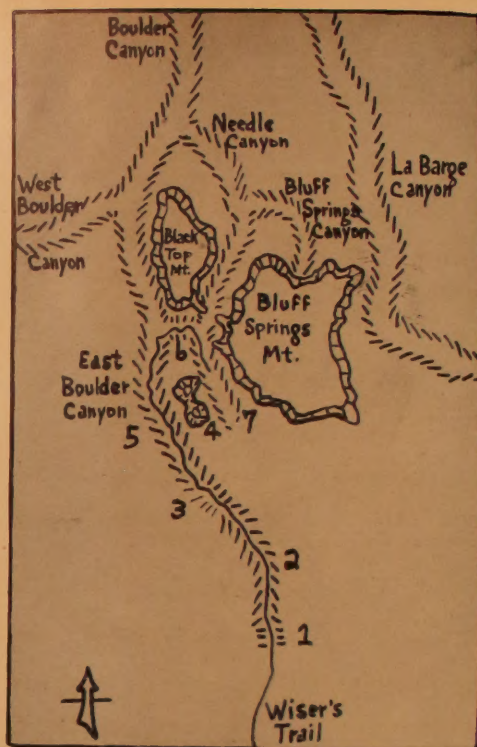 Boulder
Canyon
Needle
Canyon
La Barge
Canyon
West
Boulder
Canyon
Bluff
Springs
Canyon
Black
Top
Mt.
Bluff
Springs
Mt.
East
Boulder
Canyon
6
4
7
5
3
2
1
Wiser's
Trail